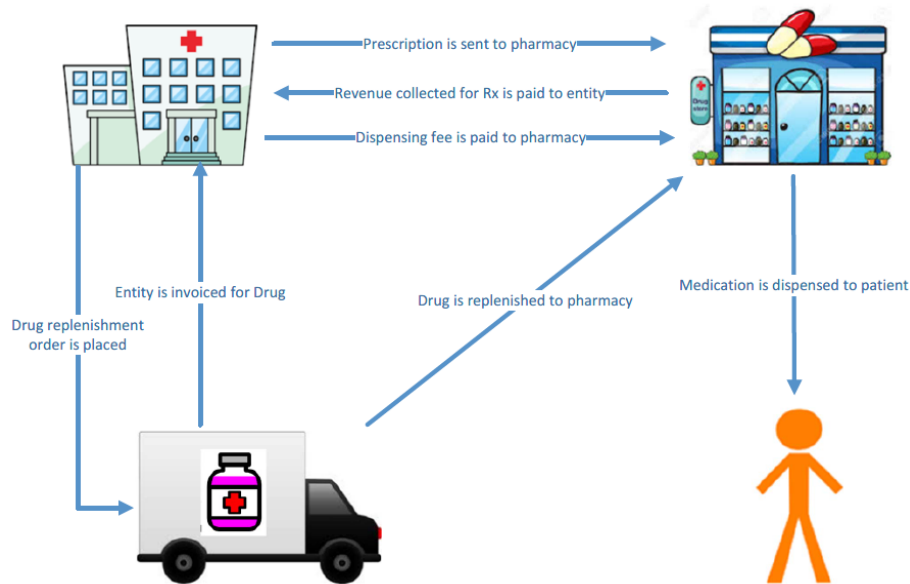 Prescription is sent to pharmacy
Revenue collected for Rx is paid to entity
Dispensing fee is paid to pharmacy
Drug
store
Entity is invoiced for Drug
Drug is replenished to pharmacy
Medication is dispensed to patient
Drug replenishment
order is placed